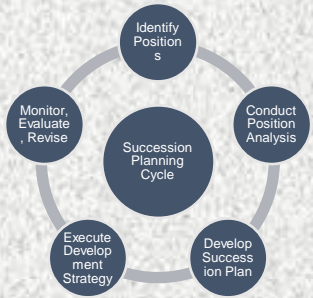 Identify
Position
s
Conduct
Position
Analysis
Develop
Success
ion Plan
Execute
Develop
ment
Strategy
Monitor,
Evaluate
, Revise
Succession
Planning
Cycle